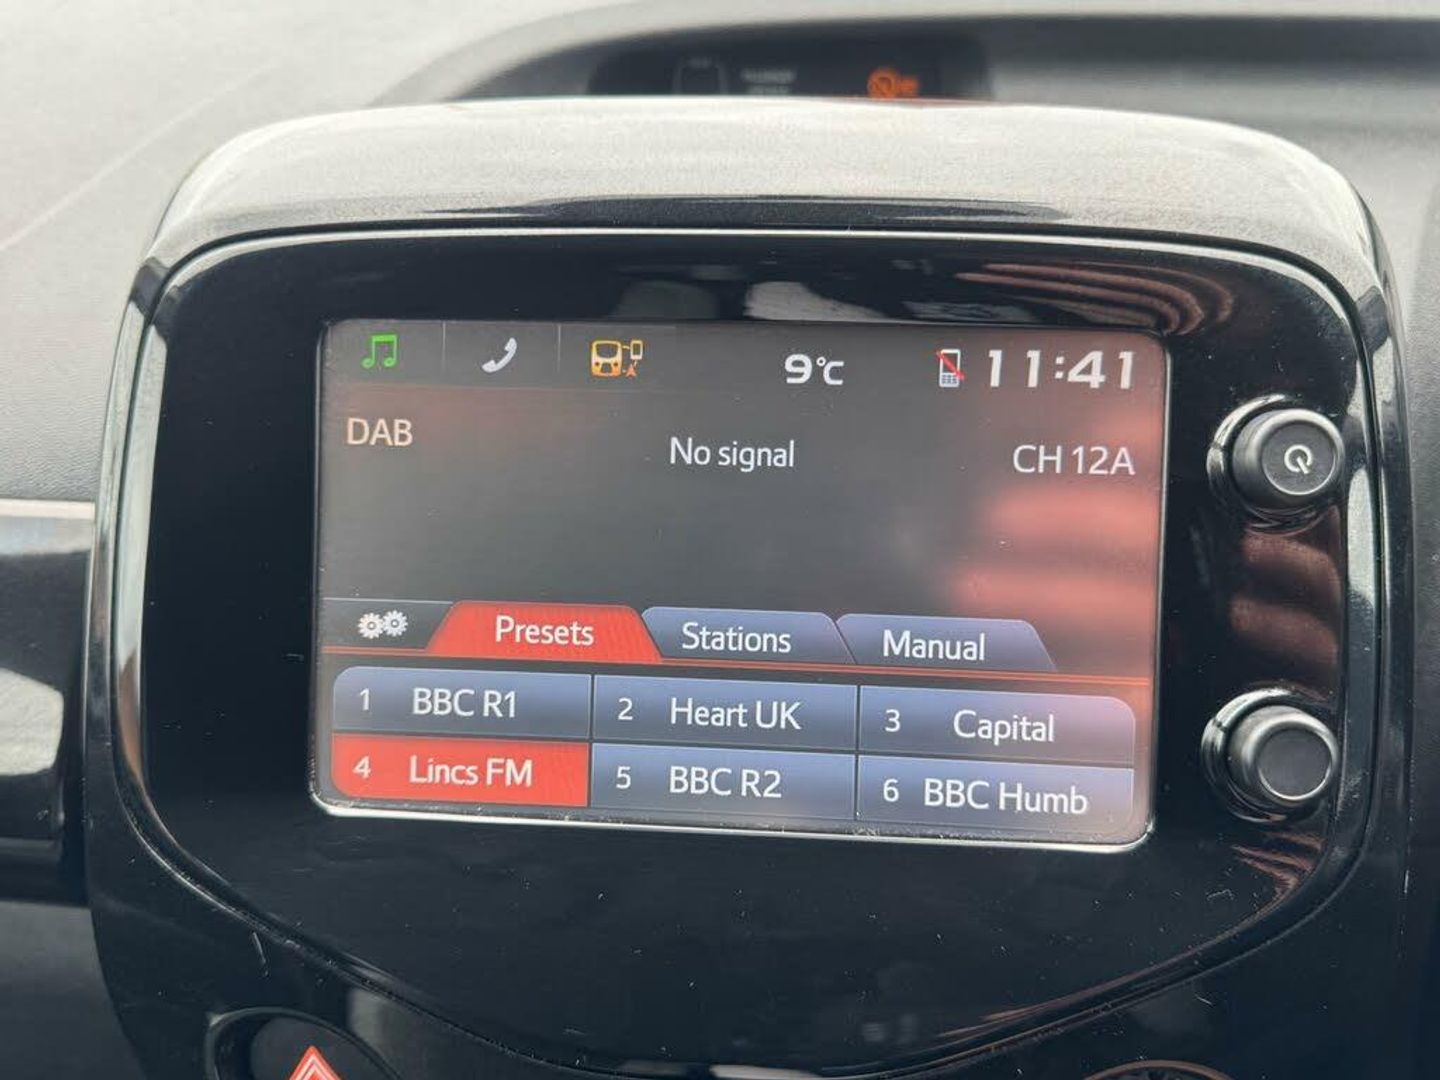 9°C 11:41
DAB
No signal
CH 12A
Presets Stations Manual
1 BBC R1 2 Heart UK 3 Capital
4 Lincs FM 5 BBC R2 6 BBC Humb